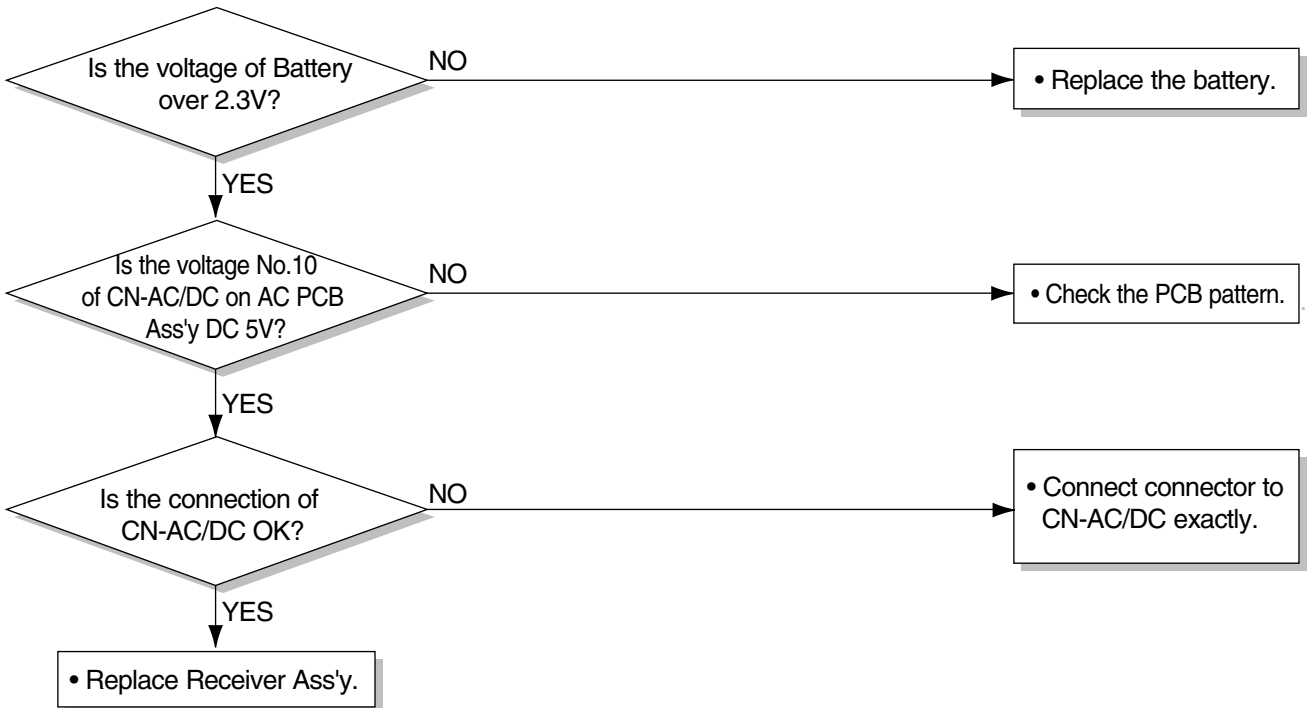 Is the voltage of Battery
over 2.3V?
NO
• Replace the battery.
YES
Is the voltage No.10
of CN-AC/DC on AC PCB
Ass'y DC 5V?
NO
• Check the PCB pattern.
YES
Is the connection of
CN-AC/DC OK?
NO
• Connect connector to
CN-AC/DC exactly.
YES
• Replace Receiver Ass'y.